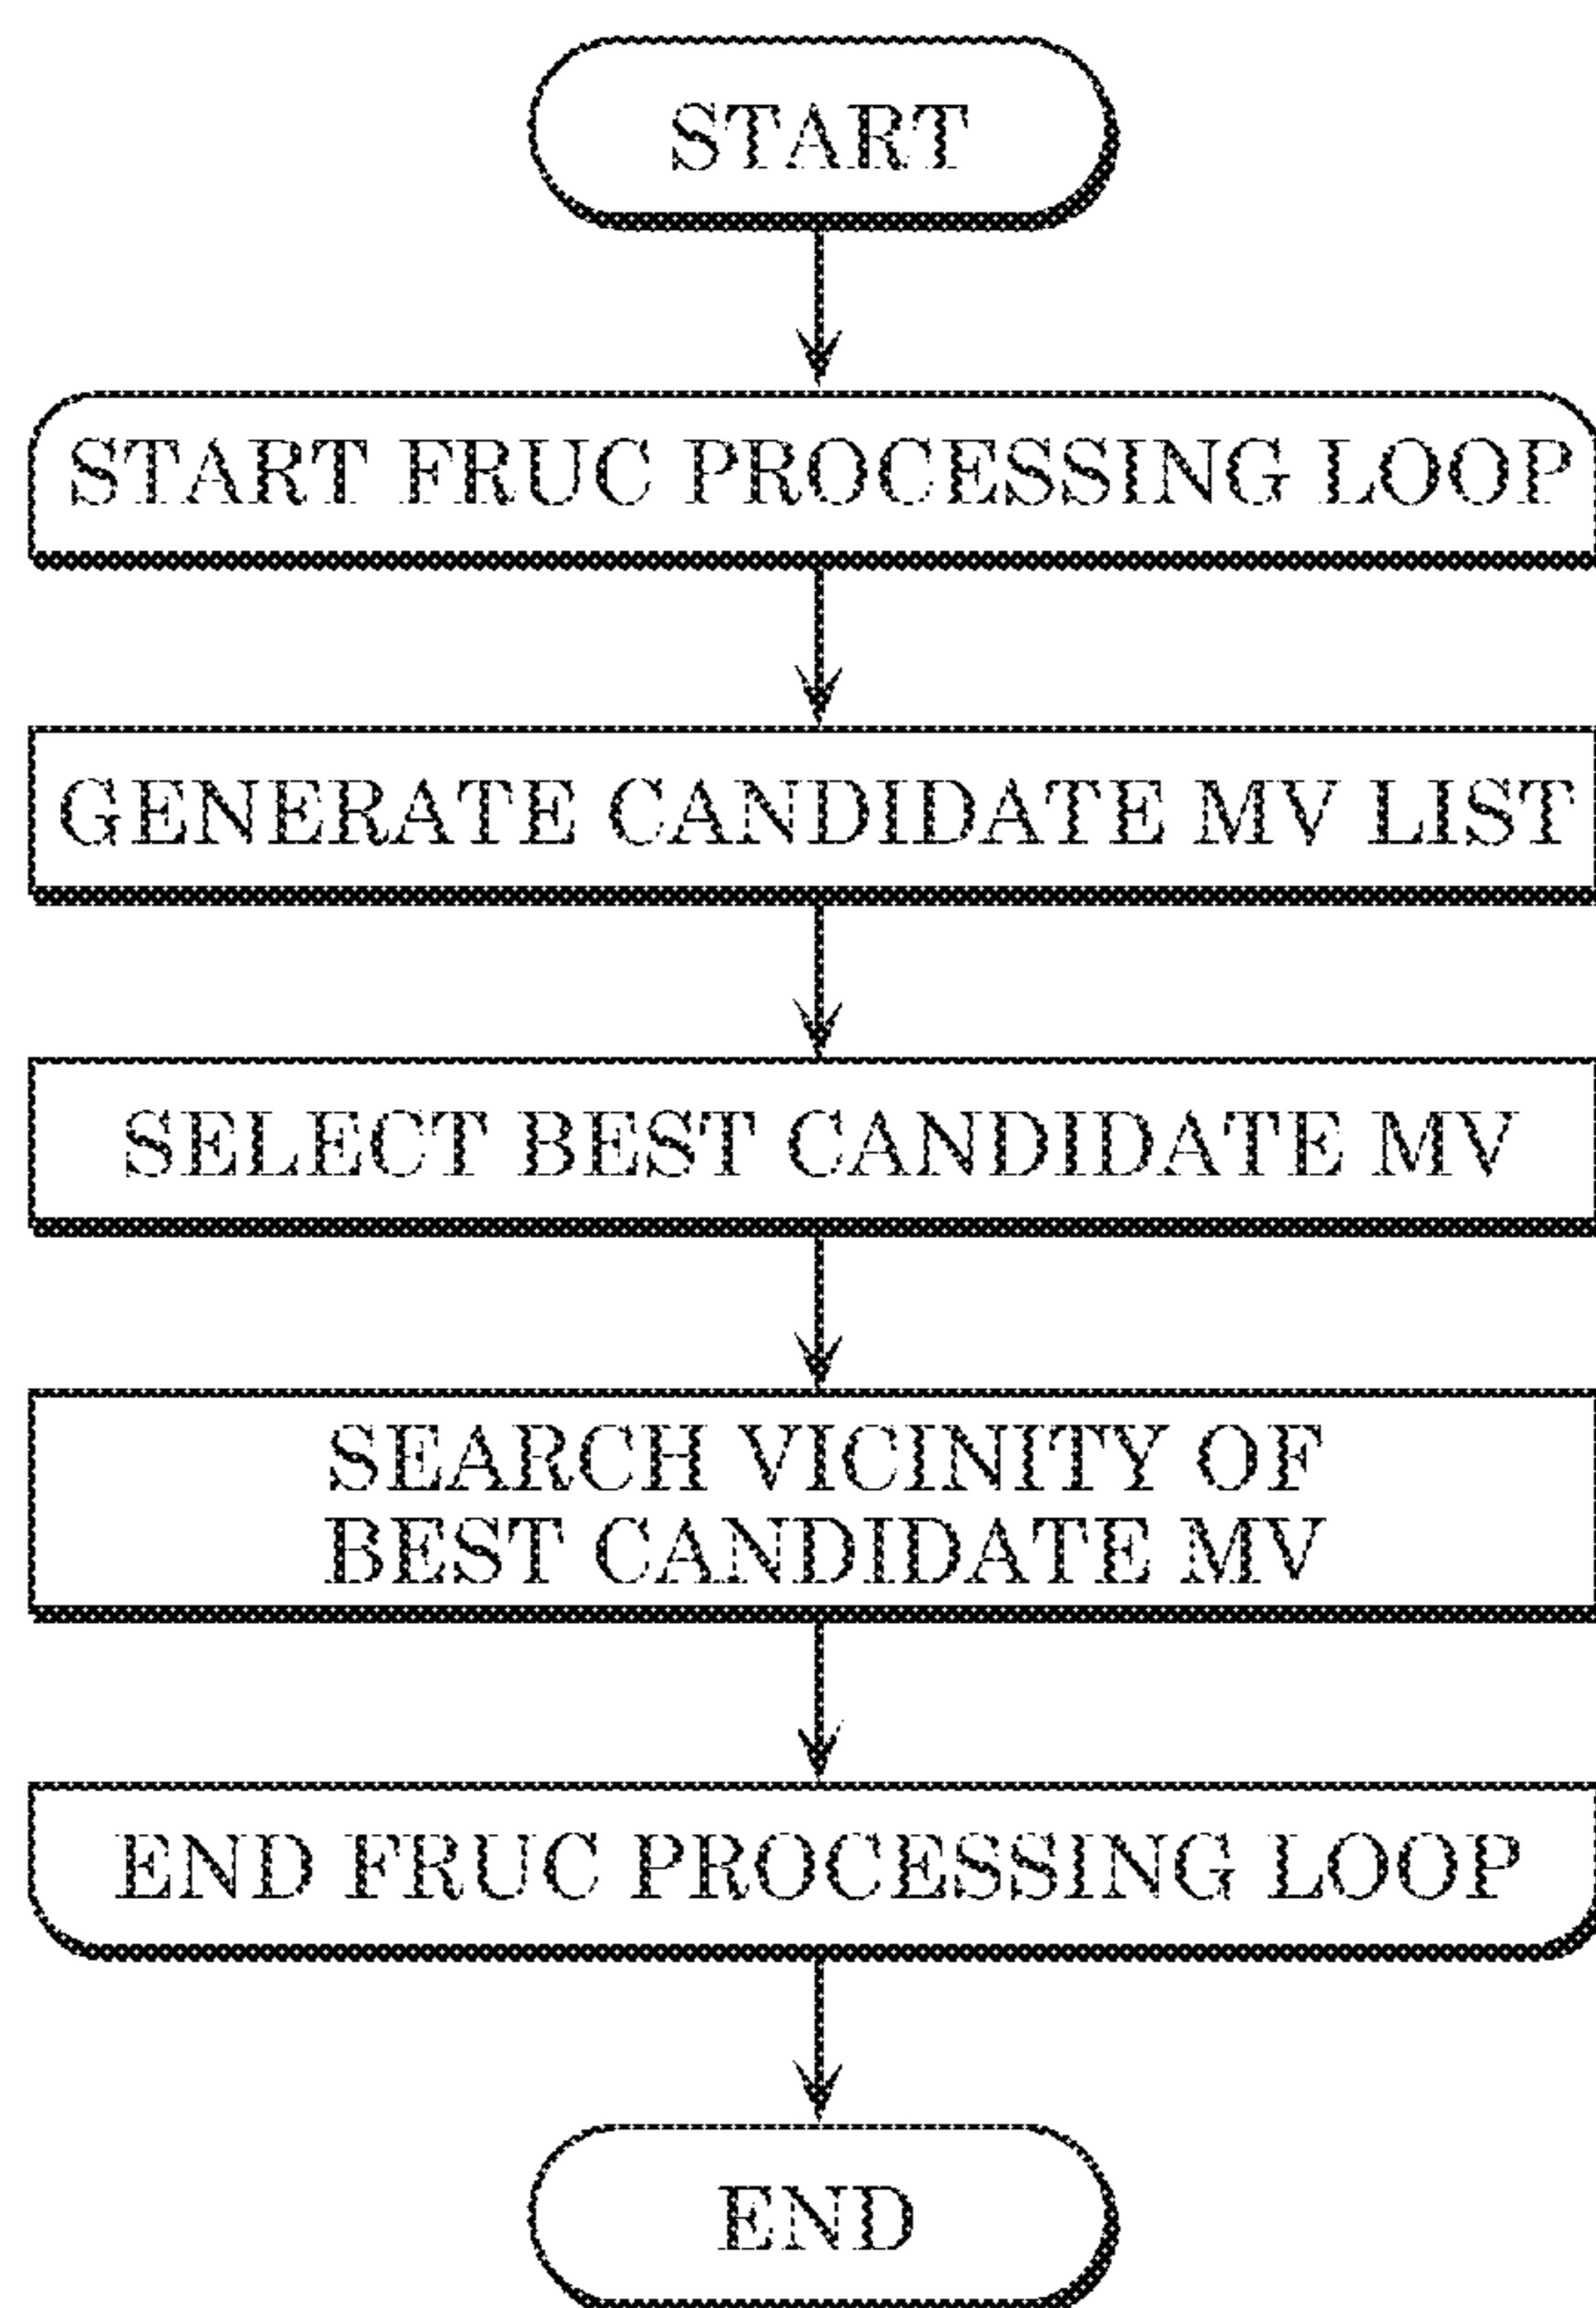 START
START FRUC PROCESSING LOOP
GENERATE CANDIDATE MV LIST
SELECT BEST CANDIDATE MV
SEARCH VICINITY OF
BEST CANDIDATE MV
END FRUC PROCESSING LOOP
END